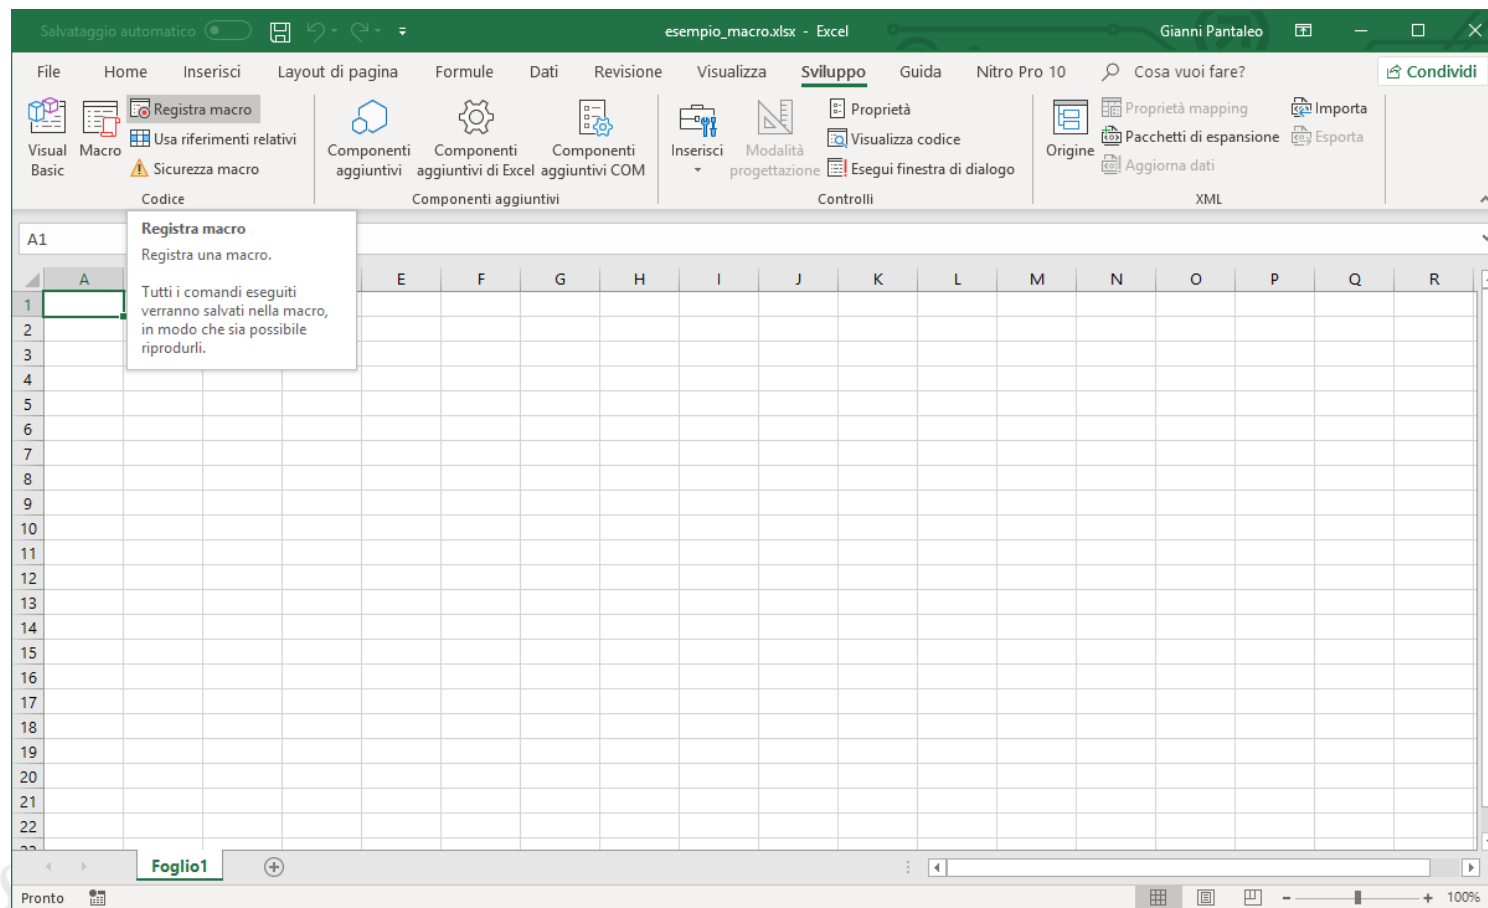 Salvataggio automatico
esempio_macro.xlsx - Excel
Gianni Pantaleo
File Home Inserisci Layout di pagina Formule Dati Revisione Visualizza Sviluppo Guida Nitro Pro 10 Cosa vuoi fare? Condividi
Visual
Basic
Macro
Registra macro
Usa riferimenti relativi
Sicurezza macro
Codice
Componenti
aggiuntivi
Componenti
aggiuntivi di Excel
Componenti
aggiuntivi COM
Componenti aggiuntivi
Inserisci
Modalità
progettazione
Proprietà
Visualizza codice
Esegui finestra di dialogo
Controlli
Origine
Proprietà mapping
Pacchetti di espansione
Aggiorna dati
Importa
Esporta
XML
A1
Registra macro
Registra una macro.
Tutti i comandi eseguiti
verranno salvati nella macro,
in modo che sia possibile
riprodurli.
A E F G H I J K L M N O P Q R
1
2
3
4
5
6
7
8
9
10
11
12
13
14
15
16
17
18
19
20
21
22
Foglio1
Pronto
100%